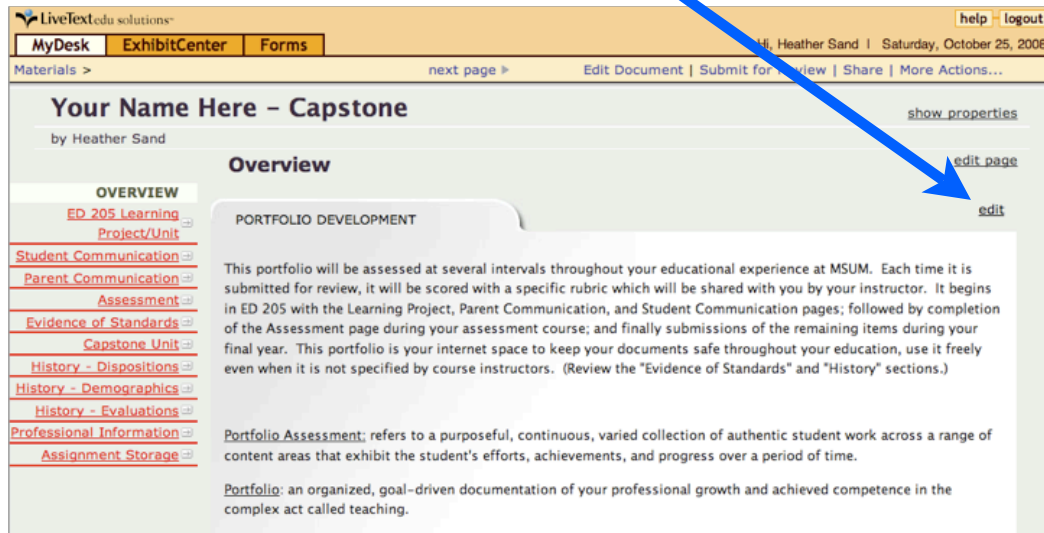 LiveText edu solutions™
help logout
MyDesk ExhibitCenter Forms
Hi, Heather Sand | Saturday, October 25, 2008
Materials > next page Edit Document | Submit for Review | Share | More Actions...
Your Name Here – Capstone
show properties
by Heather Sand
Overview
edit page
OVERVIEW
ED 205 Learning
Project/Unit
Student Communication
Parent Communication
Assessment
Evidence of Standards
Capstone Unit
History - Dispositions
History - Demographics
History - Evaluations
Professional Information
Assignment Storage
PORTFOLIO DEVELOPMENT
edit
This portfolio will be assessed at several intervals throughout your educational experience at MSUM. Each time it is
submitted for review, it will be scored with a specific rubric which will be shared with you by your instructor. It begins
in ED 205 with the Learning Project, Parent Communication, and Student Communication pages; followed by completion
of the Assessment page during your assessment course; and finally submissions of the remaining items during your
final year. This portfolio is your internet space to keep your documents safe throughout your education, use it freely
even when it is not specified by course instructors. (Review the "Evidence of Standards" and "History" sections.)
Portfolio Assessment: refers to a purposeful, continuous, varied collection of authentic student work across a range of
content areas that exhibit the student's efforts, achievements, and progress over a period of time.
Portfolio: an organized, goal-driven documentation of your professional growth and achieved competence in the
complex act called teaching.